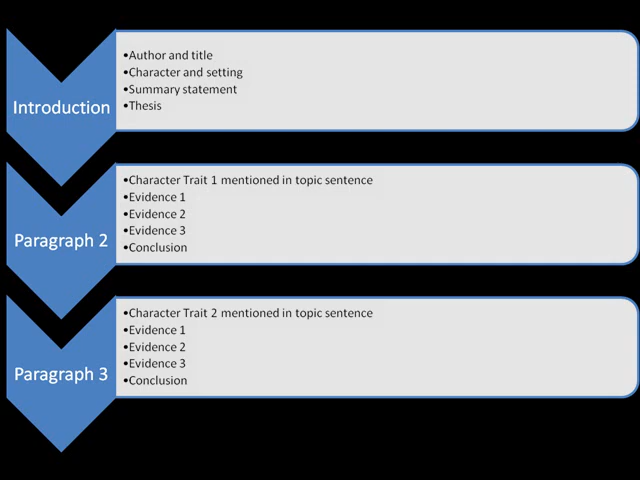 Introduction
•Author and title
•Character and setting
•Summary statement
•Thesis
Paragraph 2
•Character Trait 1 mentioned in topic sentence
•Evidence 1
•Evidence 2
•Evidence 3
•Conclusion
Paragraph 3
•Character Trait 2 mentioned in topic sentence
•Evidence 1
•Evidence 2
•Evidence 3
•Conclusion